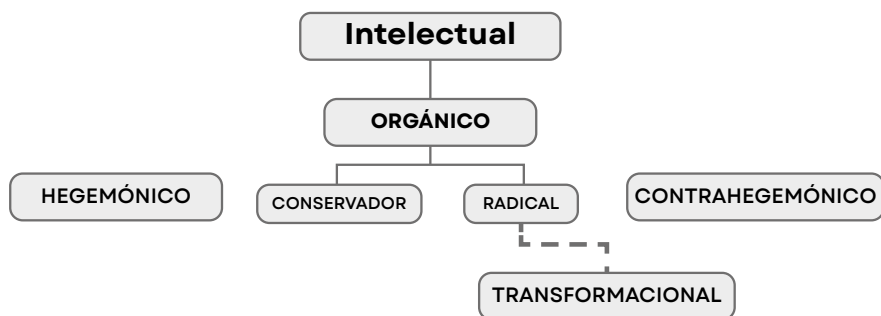 Intelectual
ORGÁNICO
HEGEMÓNICO
CONSERVADOR
RADICAL
CONTRAHEGEMÓNICO
TRANSFORMACIONAL